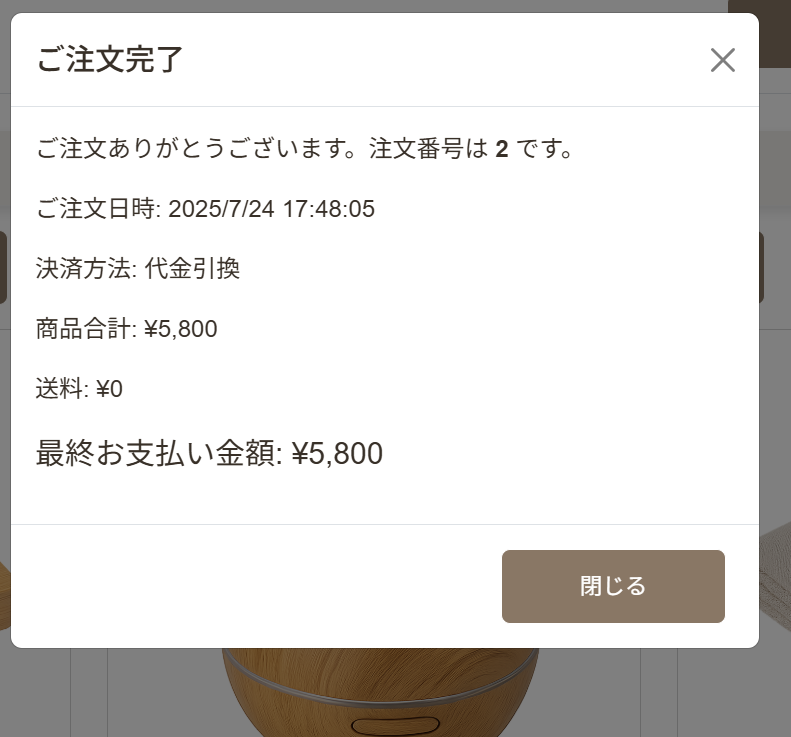 ご注文完了
ご注文ありがとうございます。注文番号は 2 です。
ご注文日時: 2025/7/24 17:48:05
決済方法: 代金引換
商品合計: ¥5,800
送料: ¥0
最終お支払い金額: ¥5,800
閉じる